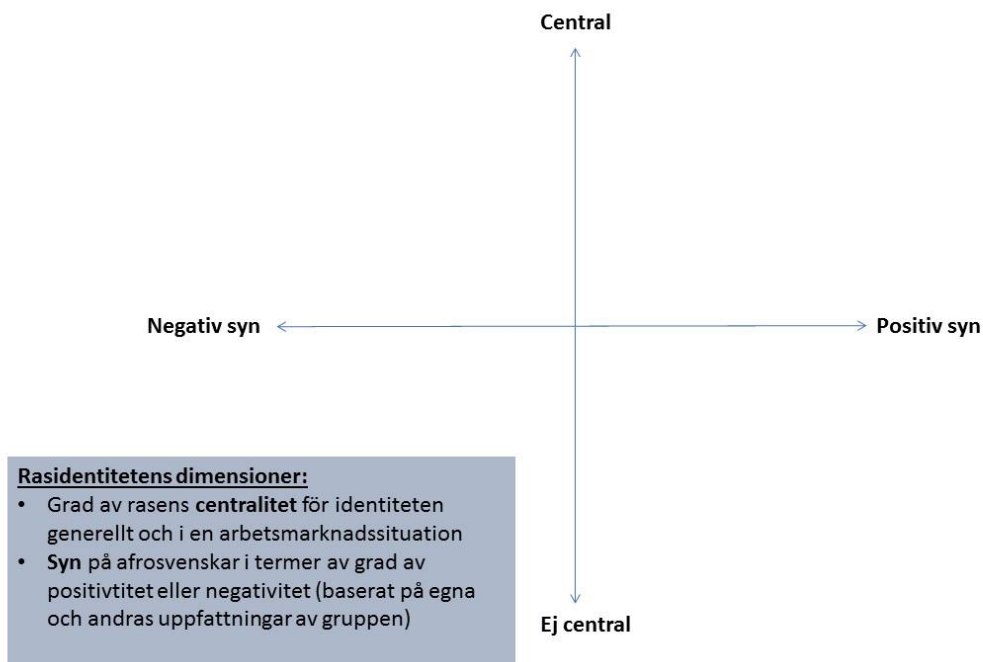 Central
Negativ syn
Positiv syn
Rasidentitetens dimensioner:
• Grad av rasens centralitet för identiteten
generellt och i en arbetsmarknadssituation
• Syn på afrosvenskar i termer av grad av
positivtitet eller negativitet (baserat på egna
och andras uppfattningar av gruppen)
Ej central